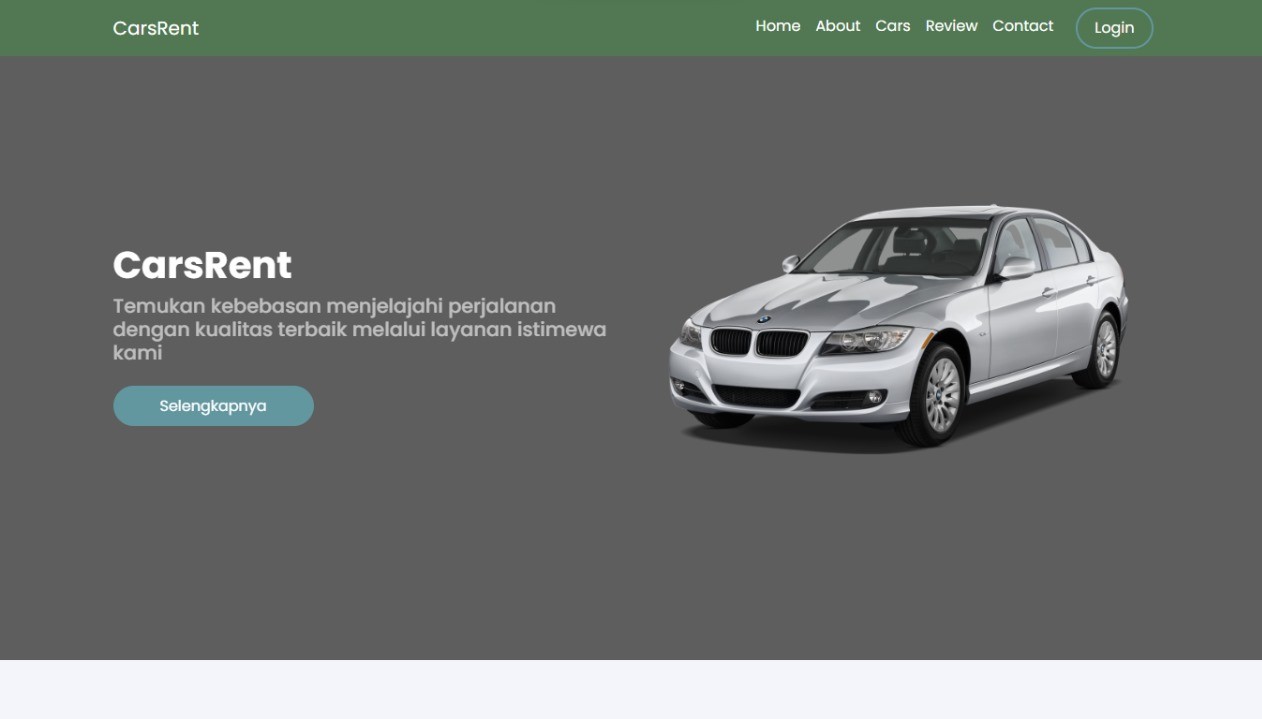 CarsRent
Home About Cars Review Contact Login
CarsRent
Temukan kebebasan menjelajahi perjalanan
dengan kualitas terbaik melalui layanan istimewa
kami
Selengkapnya